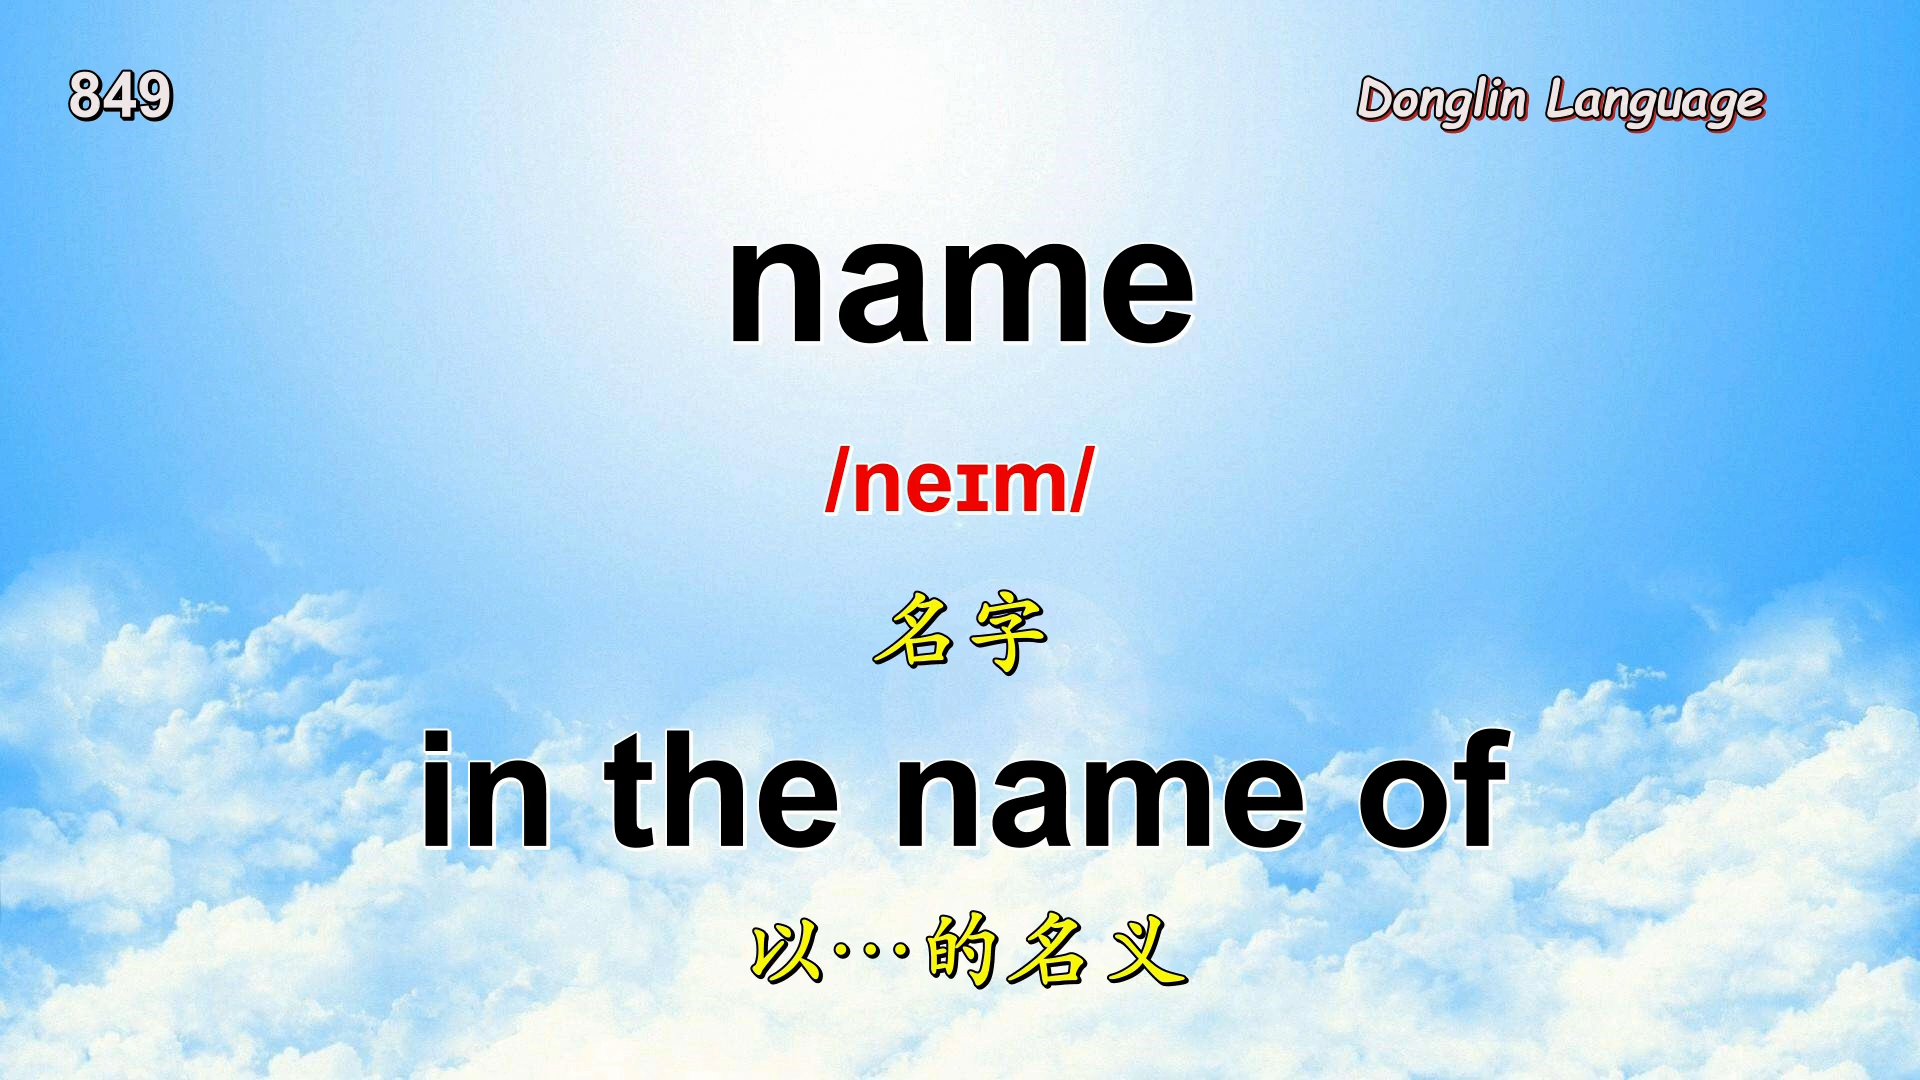 849
Donglin Language
name
/neɪm/
名字
in the name of
以…的名义